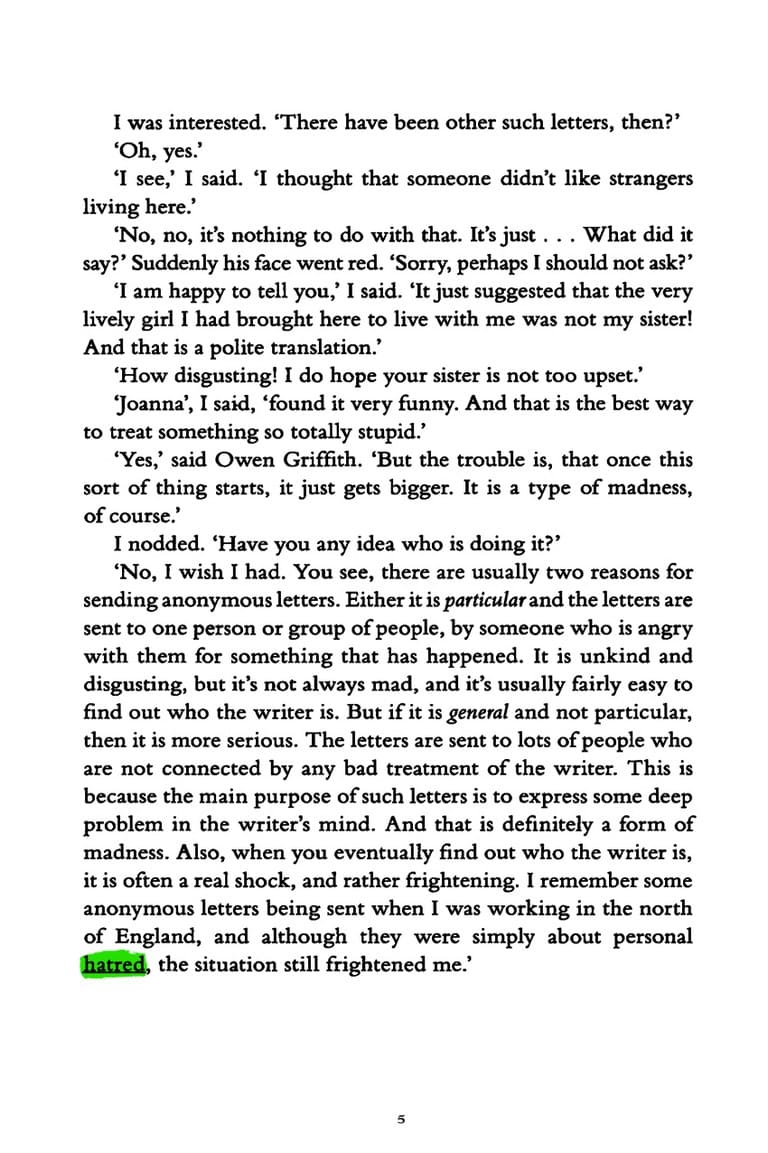 I was interested. ‘There have been other such letters, then?’
‘Oh, yes.’
‘I see,’ I said. ‘I thought that someone didn’t like strangers
living here.’
‘No, no, it’s nothing to do with that. It’s just . . . What did it
say?’ Suddenly his face went red. ‘Sorry, perhaps I should not ask?’
‘I am happy to tell you,’ I said. ‘It just suggested that the very
lively girl I had brought here to live with me was not my sister!
And that is a polite translation.’
‘How disgusting! I do hope your sister is not too upset.’
‘Joanna’, I said, ‘found it very funny. And that is the best way
to treat something so totally stupid.’
‘Yes,’ said Owen Griffith. ‘But the trouble is, that once this
sort of thing starts, it just gets bigger. It is a type of madness,
of course.’
I nodded. ‘Have you any idea who is doing it?’
‘No, I wish I had. You see, there are usually two reasons for
sending anonymous letters. Either it is particular and the letters are
sent to one person or group of people, by someone who is angry
with them for something that has happened. It is unkind and
disgusting, but it’s not always mad, and it’s usually fairly easy to
find out who the writer is. But if it is general and not particular,
then it is more serious. The letters are sent to lots of people who
are not connected by any bad treatment of the writer. This is
because the main purpose of such letters is to express some deep
problem in the writer’s mind. And that is definitely a form of
madness. Also, when you eventually find out who the writer is,
it is often a real shock, and rather frightening. I remember some
anonymous letters being sent when I was working in the north
of England, and although they were simply about personal
hatred, the situation still frightened me.’
5